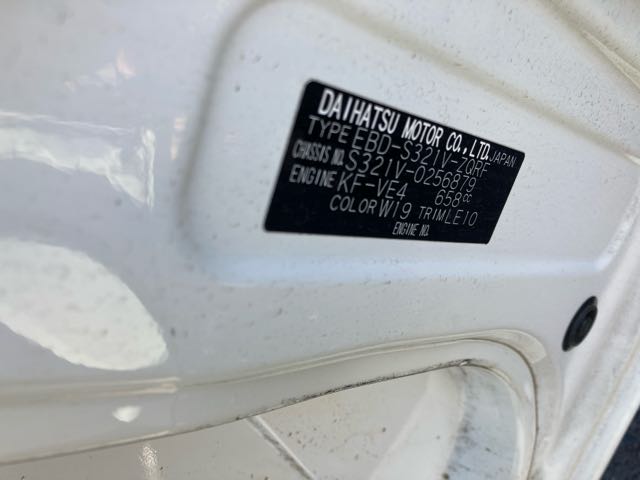 DAIHATSU MOTOR CO., LTD. JAPAN
TYPE EBD-S321V-ZQRF
CHASSIS NO. S321V-0256879
ENGINE KF-VE4 658cc
COLOR W19 TRIM LE10
ENGINE NO.